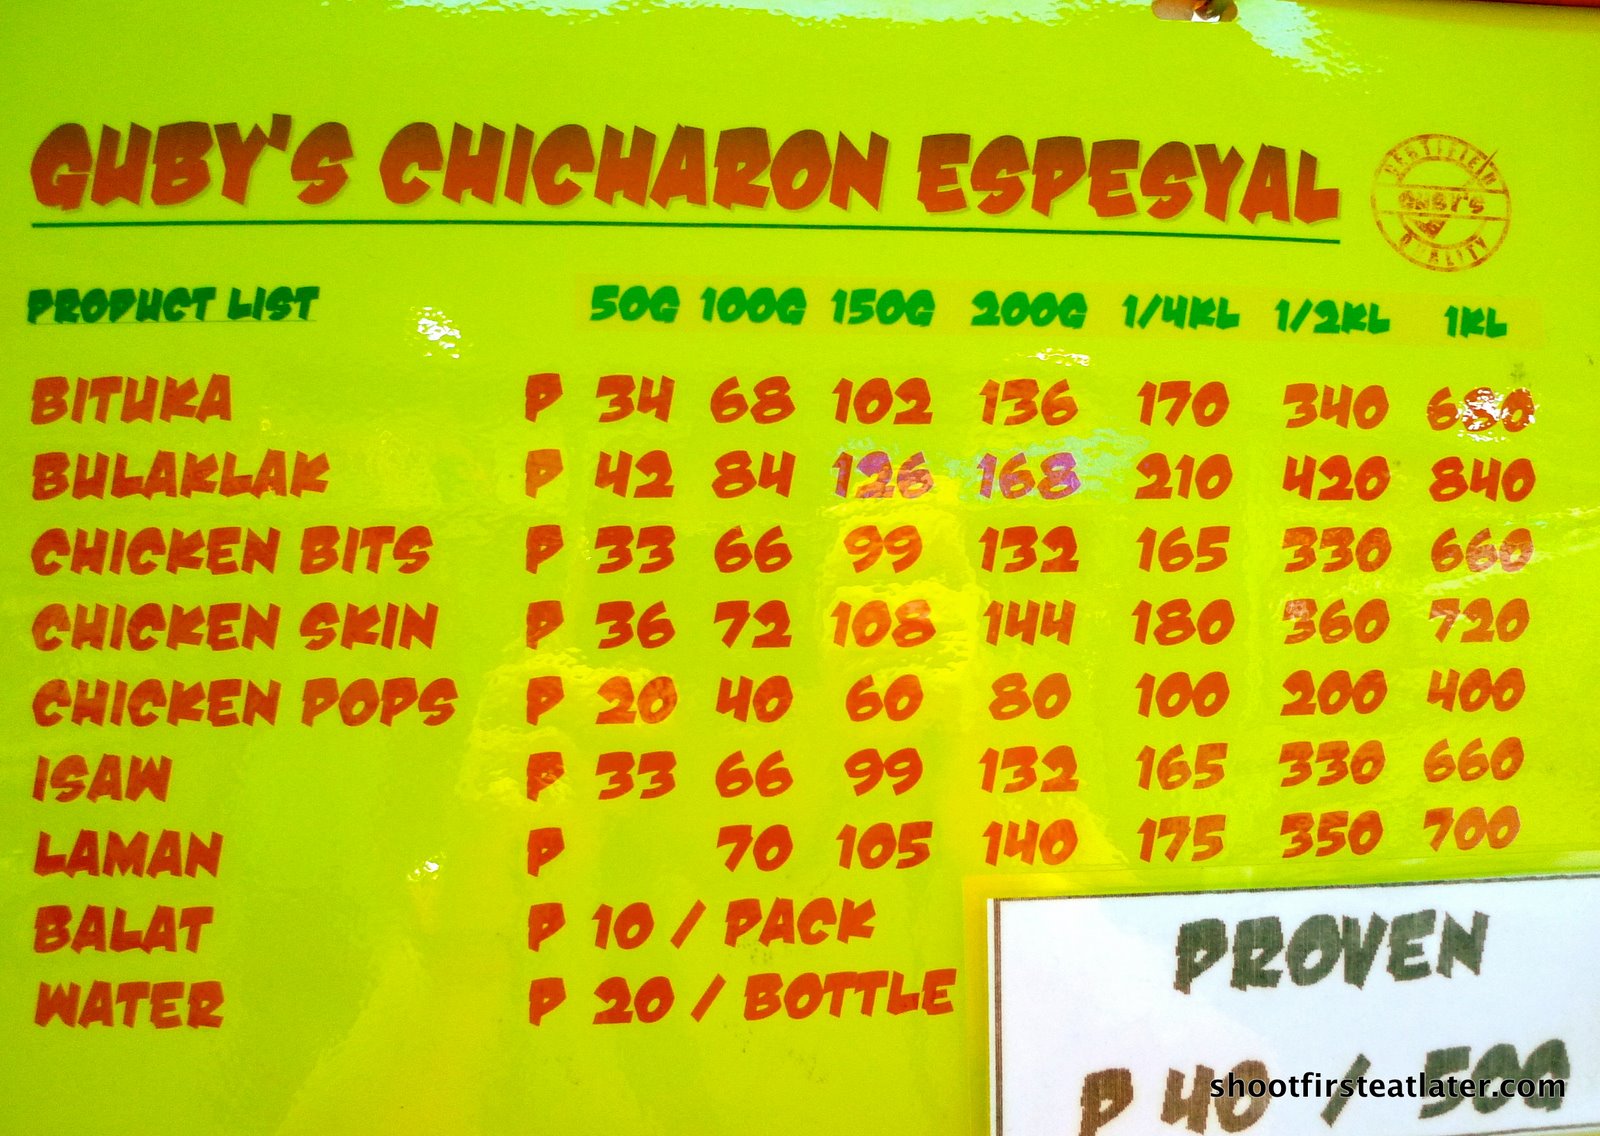 GUBY'S CHICHARON ESPESYAL
CERTIFIED
GUBY'S
QUALITY
PRODUCT LIST 50G 100G 150G 200G 1/4KL 1/2KL 1KL
BITUKA P 34 68 102 136 170 340 680
BULAKLAK P 42 84 126 168 210 420 840
CHICKEN BITS P 33 66 99 132 165 330 660
CHICKEN SKIN P 36 72 108 144 180 360 720
CHICKEN POPS P 20 40 60 80 100 200 400
ISAW P 33 66 99 132 165 330 660
LAMAN P 70 105 140 175 350 700
BALAT P 10 / PACK
WATER P 20 / BOTTLE
PROVEN
P 40 / 50G
shootfirsteatlater.com